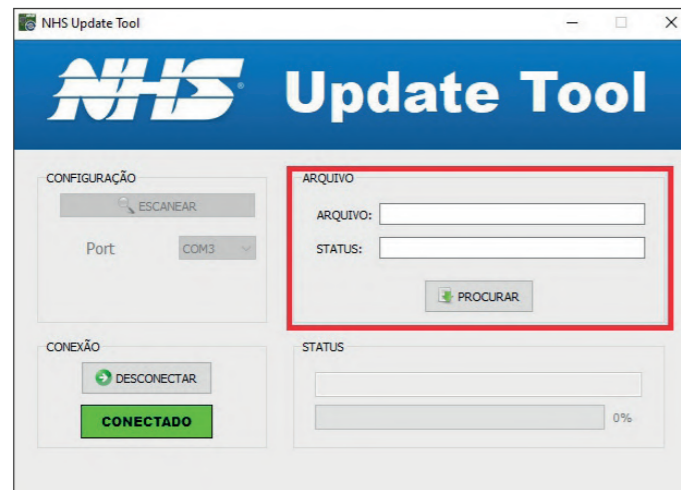 NHS Update Tool
NHS® Update Tool
CONFIGURAÇÃO
ESCANEAR
Port COM3
ARQUIVO
ARQUIVO:
STATUS:
PROCURAR
CONEXÃO
DESCONECTAR
CONECTADO
STATUS
0%